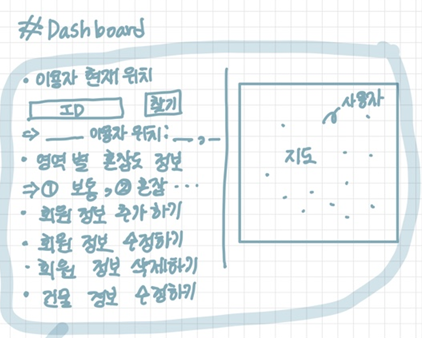 #Dashboard
• 이용자 현재 위치
ID 찾기
⇒ ____ 이용자 위치 : __, __
• 영역 별 혼잡도 정보
⇒ ① 보통, ② 혼잡 ...
• 회원 정보 추가하기
• 회원 정보 수정하기
• 회원 정보 삭제하기
• 건물 정보 수정하기
사용자
지도